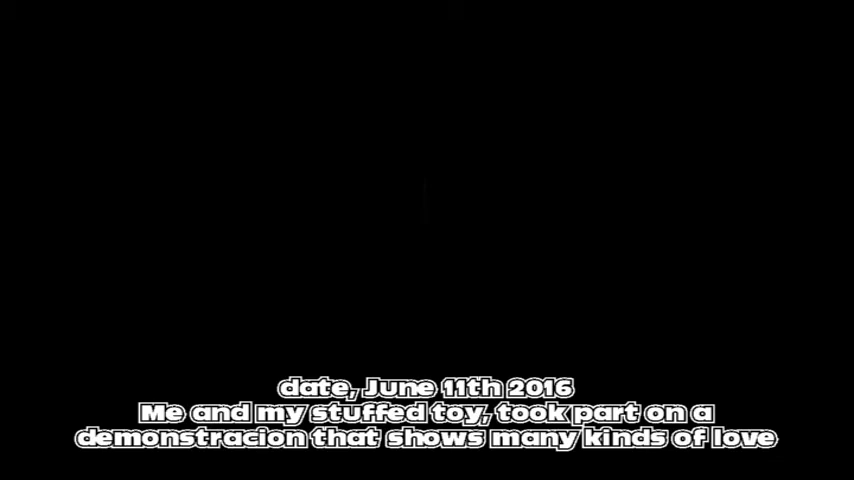 date, June 11th 2016
Me and my stuffed toy, took part on a
demonstracion that shows many kinds of love